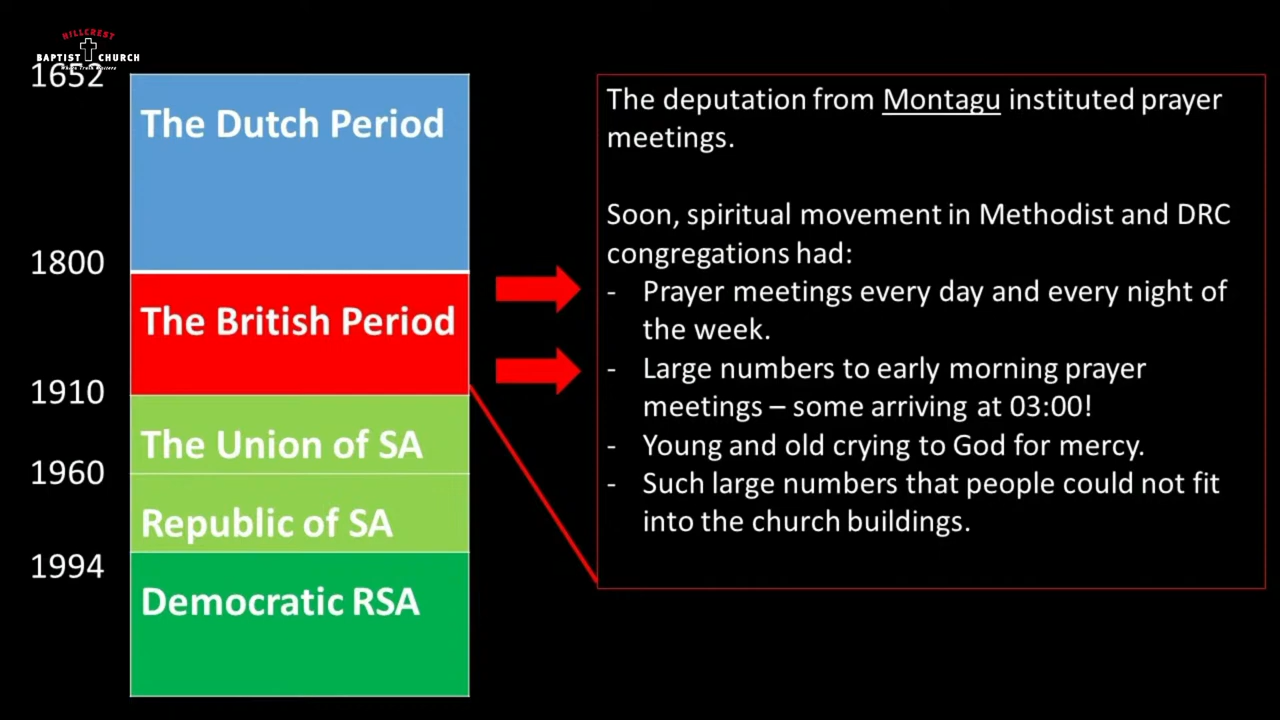 HILLCREST
BAPTIST CHURCH
Where Truth Matters
1652
The Dutch Period
1800
The British Period
1910
The Union of SA
1960
Republic of SA
1994
Democratic RSA
The deputation from Montagu instituted prayer
meetings.
Soon, spiritual movement in Methodist and DRC
congregations had:
- Prayer meetings every day and every night of
the week.
- Large numbers to early morning prayer
meetings – some arriving at 03:00!
- Young and old crying to God for mercy.
- Such large numbers that people could not fit
into the church buildings.